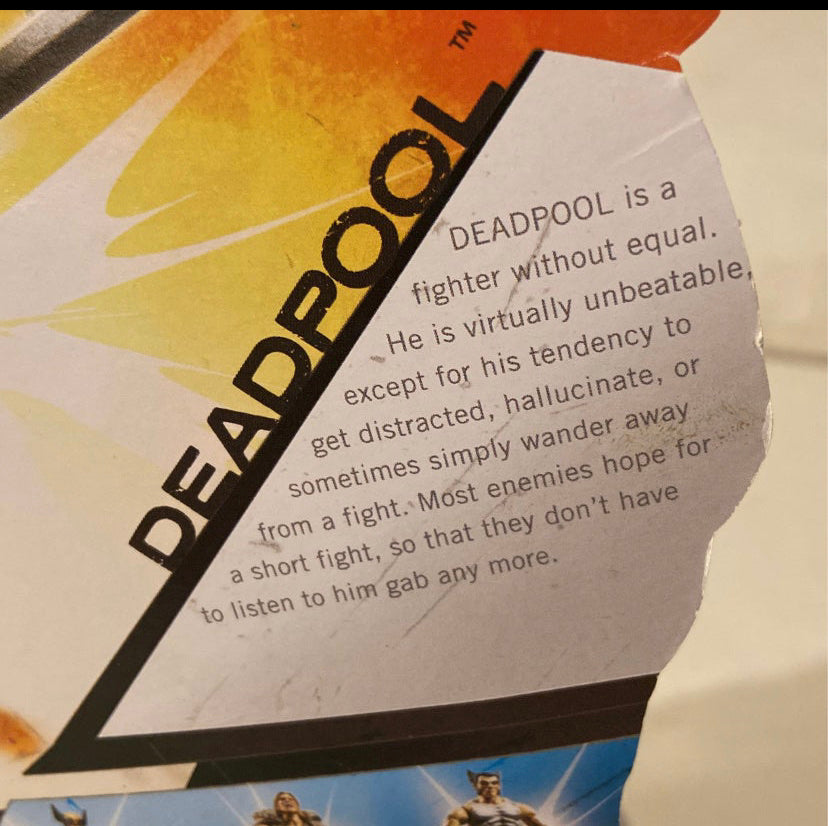 DEADPOOL™
DEADPOOL is a
fighter without equal.
He is virtually unbeatable,
except for his tendency to
get distracted, hallucinate, or
sometimes simply wander away
from a fight. Most enemies hope for
a short fight, so that they don't have
to listen to him gab any more.